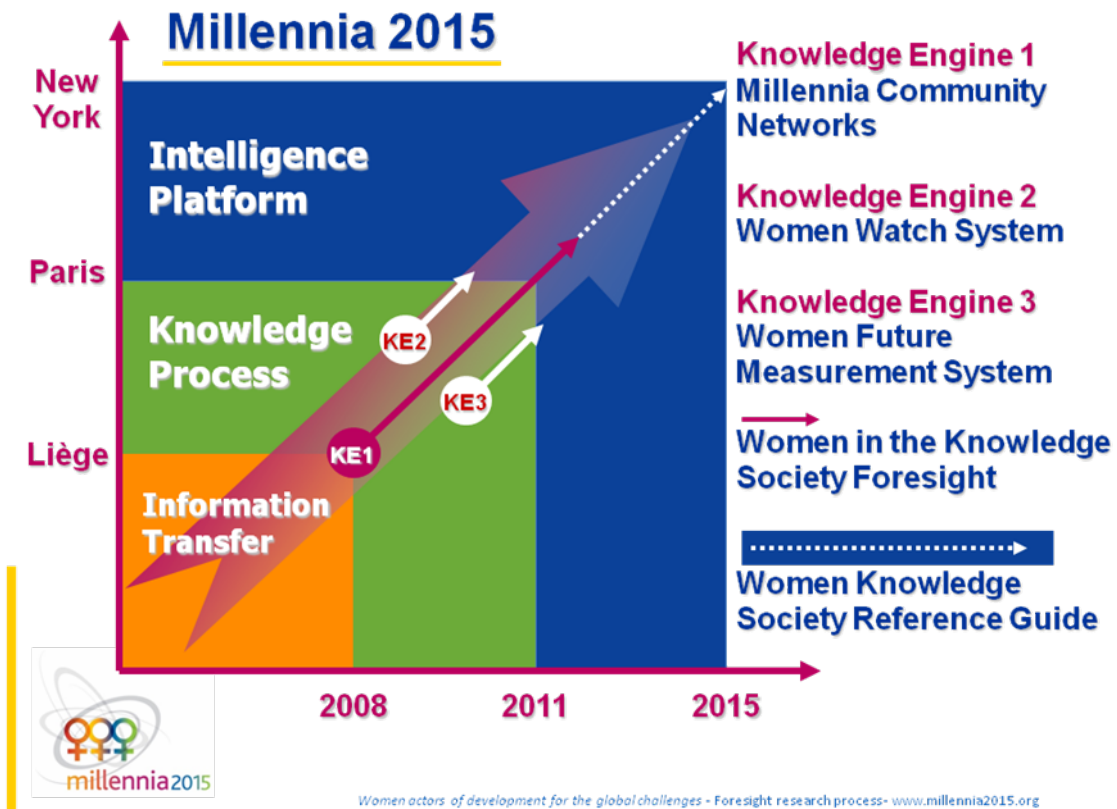 Millennia 2015
New
York
Paris
Liège
Intelligence
Platform
Knowledge
Process
Information
Transfer
KE2
KE3
KE1
2008
2011
2015
Knowledge Engine 1
Millennia Community
Networks
Knowledge Engine 2
Women Watch System
Knowledge Engine 3
Women Future
Measurement System
Women in the Knowledge
Society Foresight
Women Knowledge
Society Reference Guide
millennia2015
Women actors of development for the global challenges - Foresight research process- www.millennia2015.org